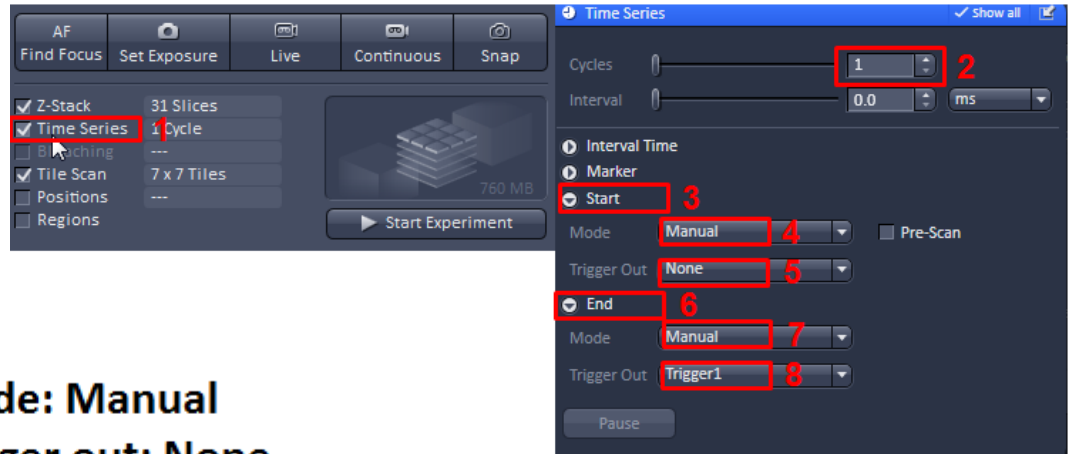 AF
Find Focus
Set Exposure
Live
Continuous
Snap
Z-Stack 31 Slices
Time Series 1 Cycle
1
Bleaching ---
Tile Scan 7 x 7 Tiles
Positions ---
Regions
760 MB
Start Experiment
Time Series
Show all
Cycles 1
2
Interval 0.0 ms
Interval Time
Marker
Start
3
Mode Manual
4
Pre-Scan
Trigger Out None
5
End
6
Mode Manual
7
Trigger Out Trigger1
8
Pause
de: Manual